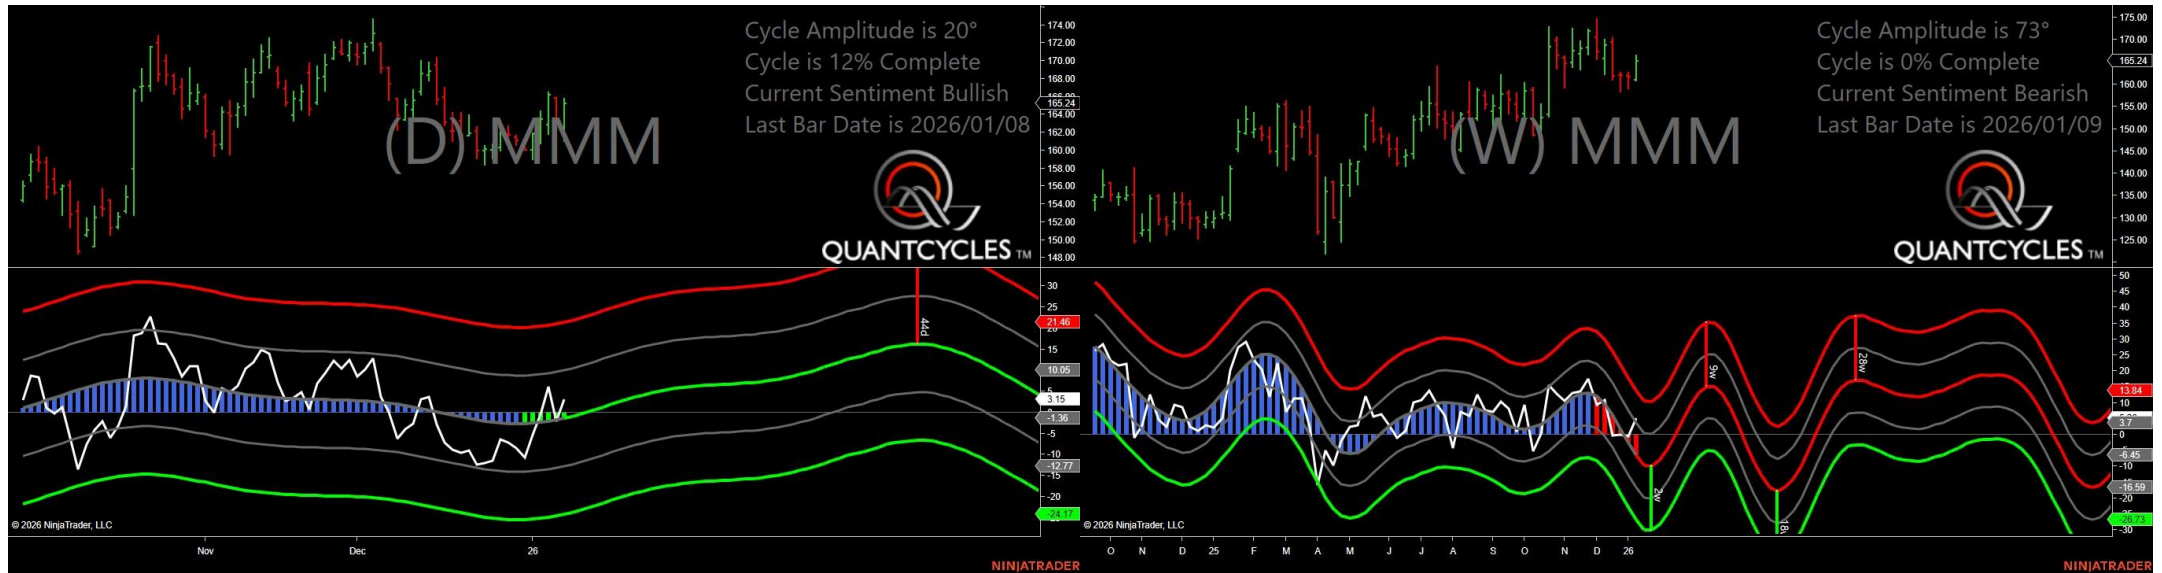 Cycle Amplitude is 20°
Cycle is 12% Complete
Current Sentiment Bullish
Last Bar Date is 2026/01/08
(D) MMM
QUANTCYCLES TM
174.00
172.00
170.00
168.00
165.24
164.00
162.00
160.00
158.00
156.00
154.00
152.00
150.00
148.00
44d
30
25
21.46
15
10.05
5
3.15
-1.36
-5
-10
-12.77
-15
-20
-24.17
© 2026 NinjaTrader, LLC
Nov
Dec
26
NINJATRADER
Cycle Amplitude is 73°
Cycle is 0% Complete
Current Sentiment Bearish
Last Bar Date is 2026/01/09
(W) MMM
QUANTCYCLES TM
175.00
170.00
165.24
160.00
155.00
150.00
145.00
140.00
135.00
130.00
125.00
9w
28w
2w
50
45
40
35
30
25
20
13.84
10
3.7
0
-6.45
-10
-16.59
-20
-26.73
-30
© 2026 NinjaTrader, LLC
O N D 25 F M A M J J A S O N D 26
NINJATRADER